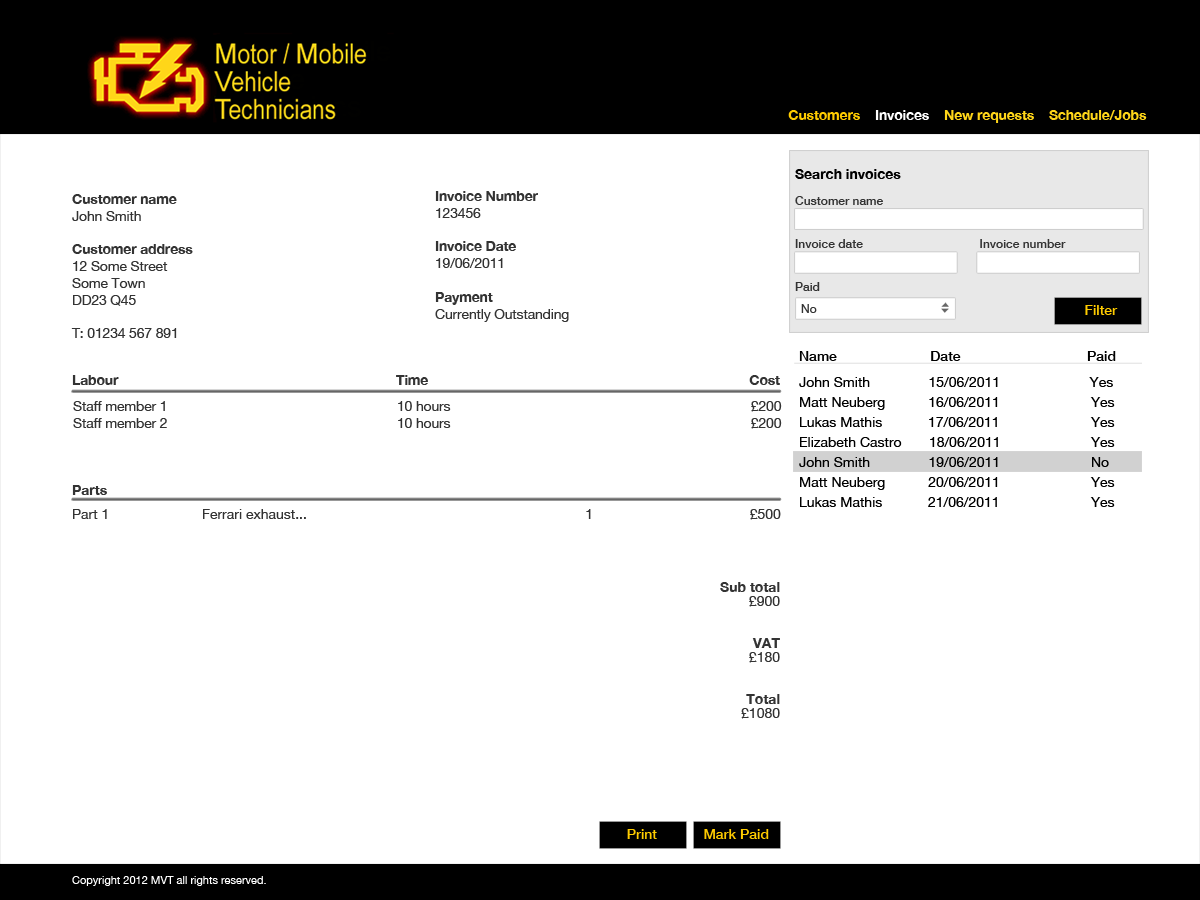 Motor / Mobile
Vehicle
Technicians
Customers Invoices New requests Schedule/Jobs
Customer name
John Smith
Customer address
12 Some Street
Some Town
DD23 Q45
T: 01234 567 891
Invoice Number
123456
Invoice Date
19/06/2011
Payment
Currently Outstanding
Labour Time Cost
Staff member 1 10 hours £200
Staff member 2 10 hours £200
Parts
Part 1 Ferrari exhaust... 1 £500
Sub total
£900
VAT
£180
Total
£1080
Print Mark Paid
Search invoices
Customer name
Invoice date Invoice number
Paid
No Filter
Name Date Paid
John Smith 15/06/2011 Yes
Matt Neuberg 16/06/2011 Yes
Lukas Mathis 17/06/2011 Yes
Elizabeth Castro 18/06/2011 Yes
John Smith 19/06/2011 No
Matt Neuberg 20/06/2011 Yes
Lukas Mathis 21/06/2011 Yes
Copyright 2012 MVT all rights reserved.